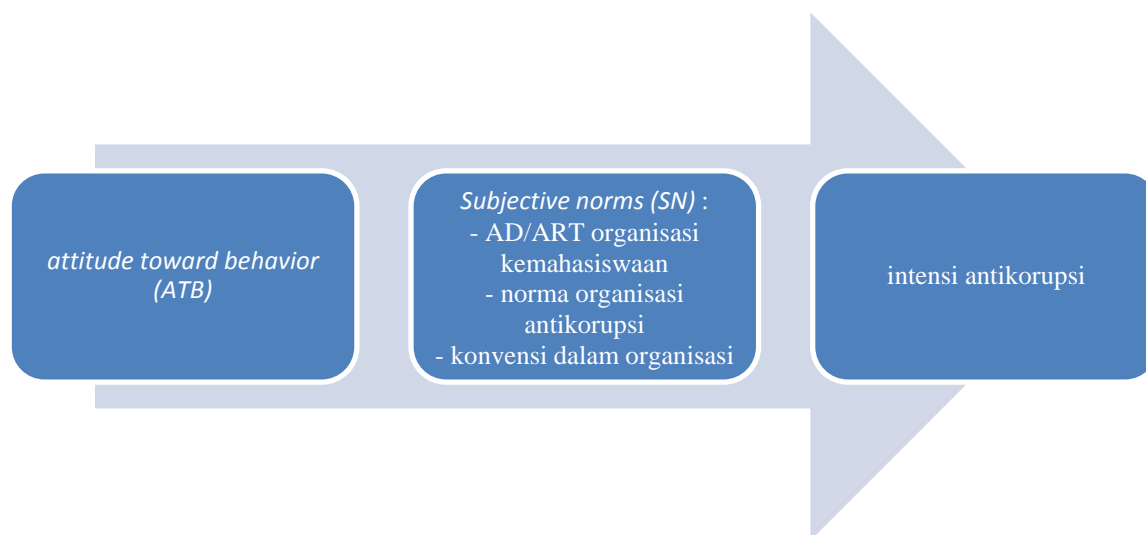 attitude toward behavior
(ATB)
Subjective norms (SN) :
- AD/ART organisasi
kemahasiswaan
- norma organisasi
antikorupsi
- konvensi dalam organisasi
intensi antikorupsi